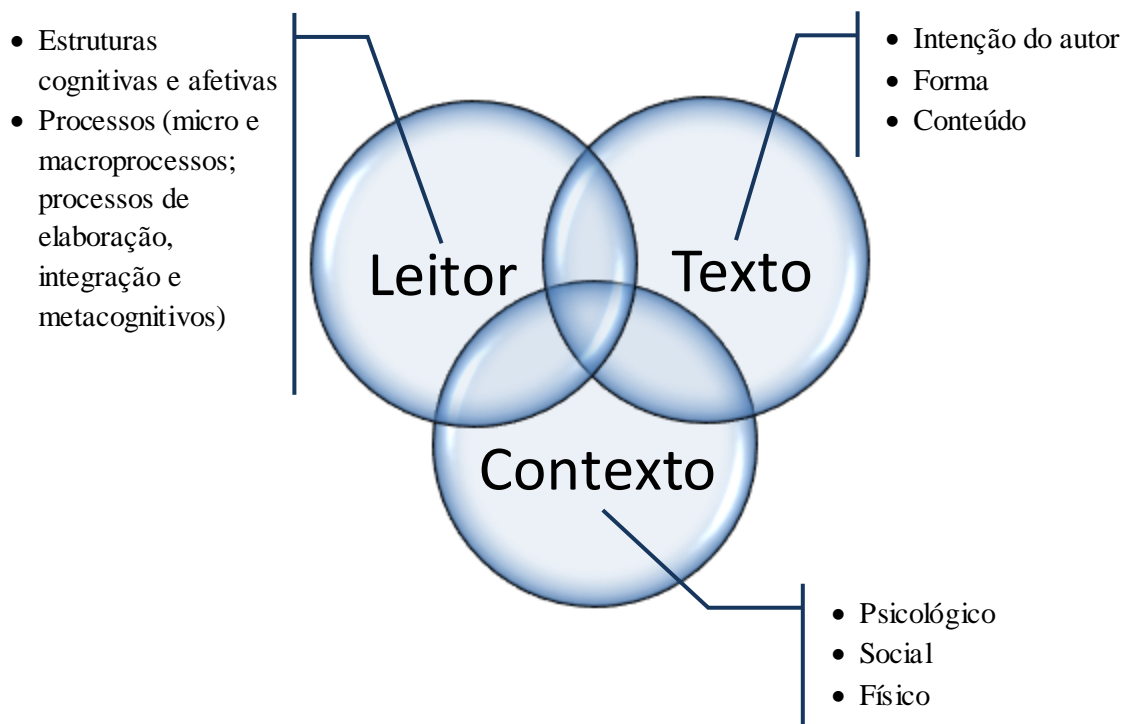 • Estruturas
cognitivas e afetivas
• Processos (micro e
macroprocessos;
processos de
elaboração,
integração e
metacognitivos)
• Intenção do autor
• Forma
• Conteúdo
Leitor
Texto
Contexto
• Psicológico
• Social
• Físico